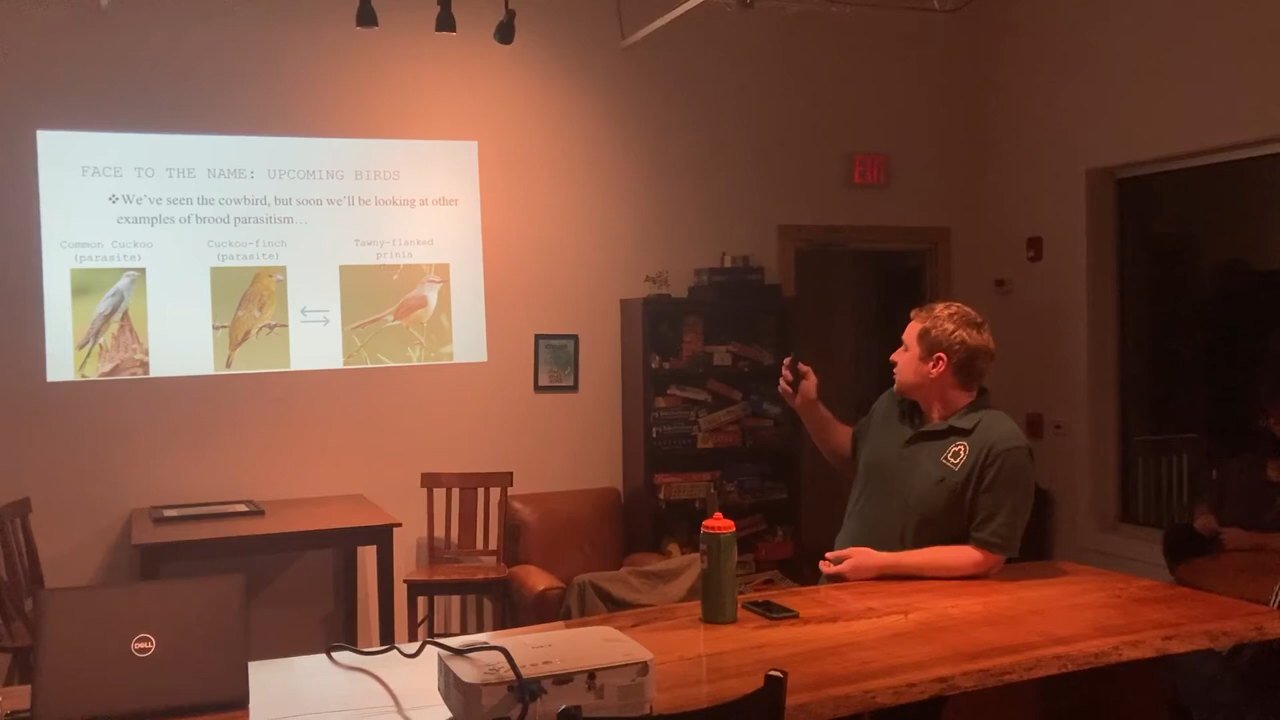 FACE TO THE NAME: UPCOMING BIRDS
❖We've seen the cowbird, but soon we'll be looking at other
examples of brood parasitism…
Common Cuckoo
(parasite)
Cuckoo-finch
(parasite)
Tawny-flanked
prinia
EXIT
DELL